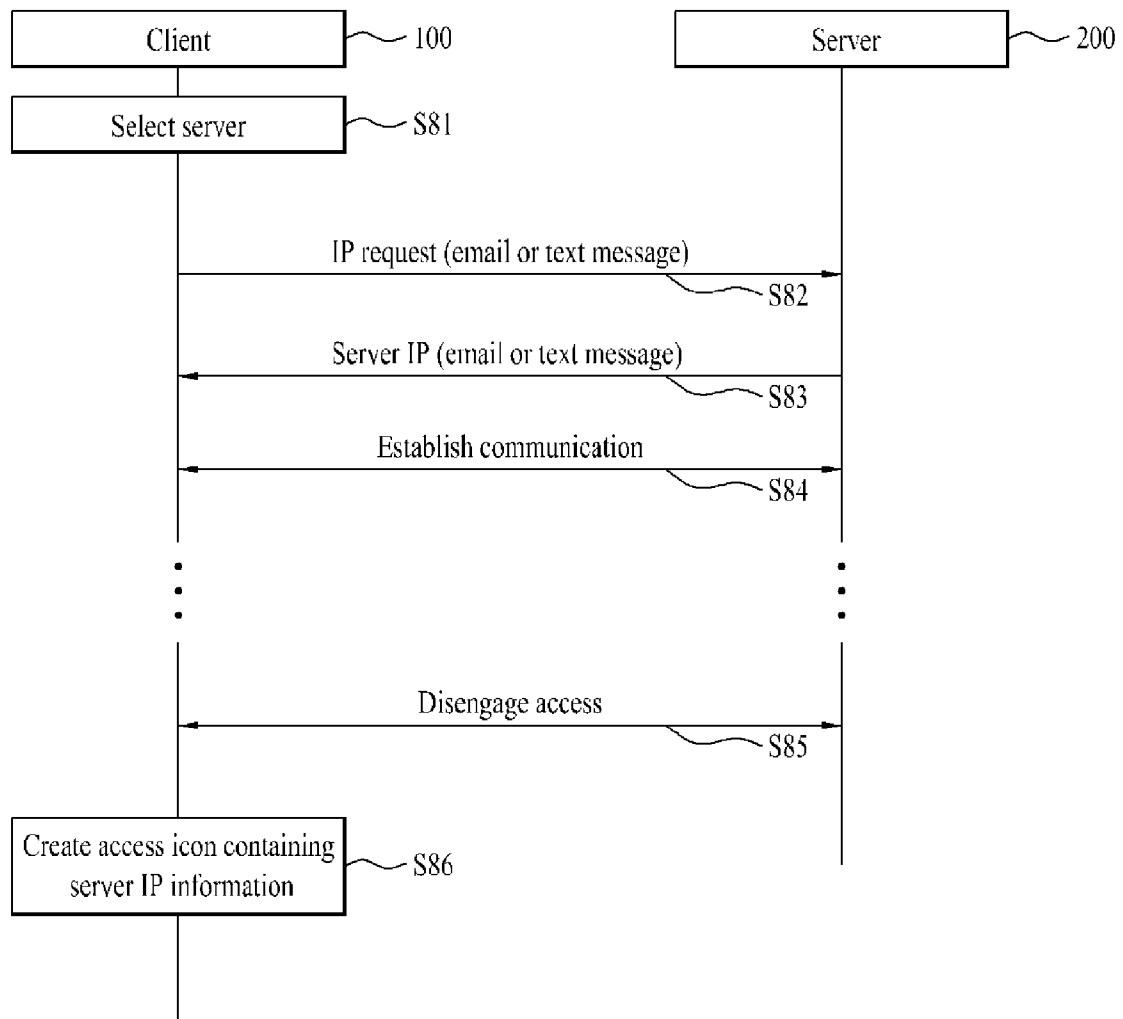 Client
100
Server
200
Select server
S81
IP request (email or text message)
S82
Server IP (email or text message)
S83
Establish communication
S84
Disengage access
S85
Create access icon containing
server IP information
S86